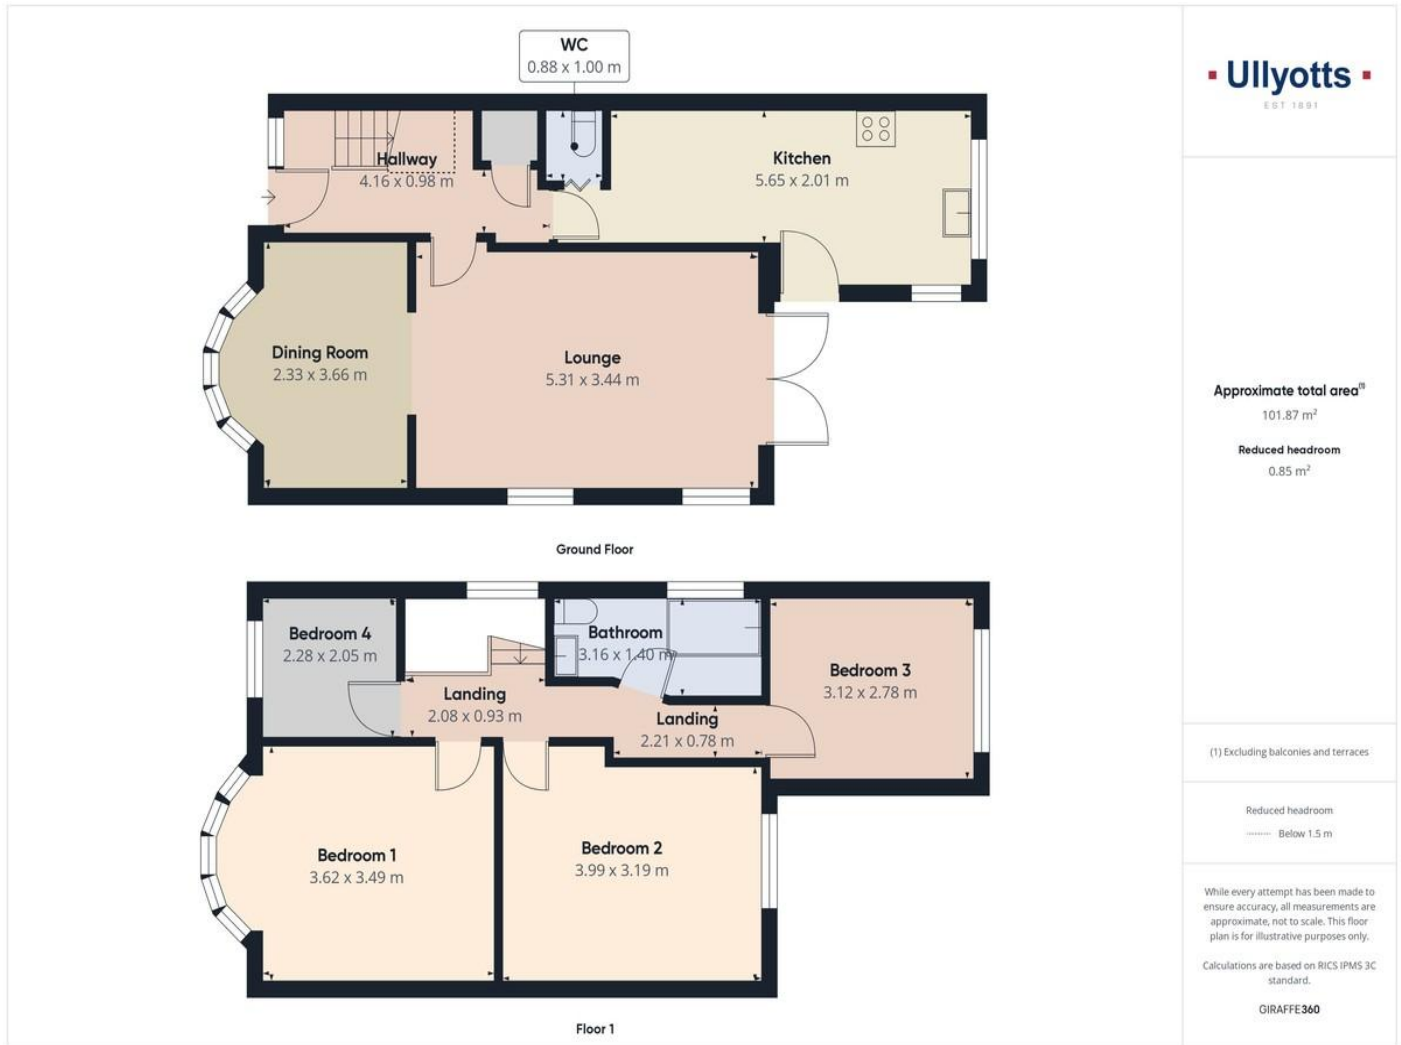 WC
0.88 x 1.00 m
Hallway
4.16 x 0.98 m
Kitchen
5.65 x 2.01 m
Dining Room
2.33 x 3.66 m
Lounge
5.31 x 3.44 m
Ground Floor
Bedroom 4
2.28 x 2.05 m
Bathroom
3.16 x 1.40 m
Landing
2.08 x 0.93 m
Landing
2.21 x 0.78 m
Bedroom 3
3.12 x 2.78 m
Bedroom 1
3.62 x 3.49 m
Bedroom 2
3.99 x 3.19 m
Floor 1
Ullyotts
EST 1891
Approximate total area(1)
101.87 m²
Reduced headroom
0.85 m²
(1) Excluding balconies and terraces
Reduced headroom
Below 1.5 m
While every attempt has been made to
ensure accuracy, all measurements are
approximate, not to scale. This floor
plan is for illustrative purposes only.
Calculations are based on RICS IPMS 3C
standard.
GIRAFFE360